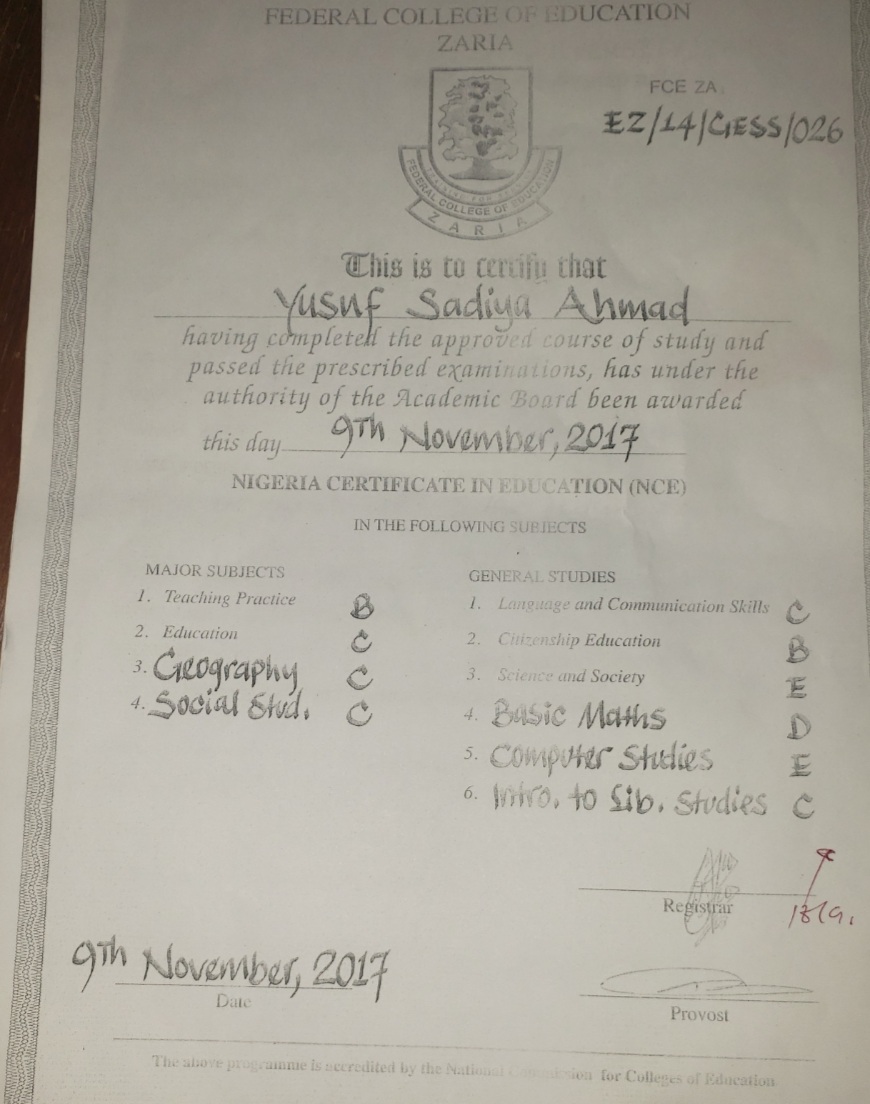 FEDERAL COLLEGE OF EDUCATION
ZARIA
FCE ZA.
EZ/14/GESS/026
FEDERAL COLLEGE OF EDUCATION
ZARIA
This is to certify that
Yusuf Sadiya Ahmad
having completed the approved course of study and
passed the prescribed examinations, has under the
authority of the Academic Board been awarded
this day 9Th November, 2017
NIGERIA CERTIFICATE IN EDUCATION (NCE)
IN THE FOLLOWING SUBJECTS
MAJOR SUBJECTS
1. Teaching Practice B
2. Education C
3. Geography C
4. Social Stud. C
GENERAL STUDIES
1. Language and Communication Skills C
2. Citizenship Education B
3. Science and Society E
4. Basic Maths D
5. Computer Studies E
6. Intro. to Lib. Studies C
Registrar
9Th November, 2017
Date
Provost
The above programme is accredited by the National Commission for Colleges of Education